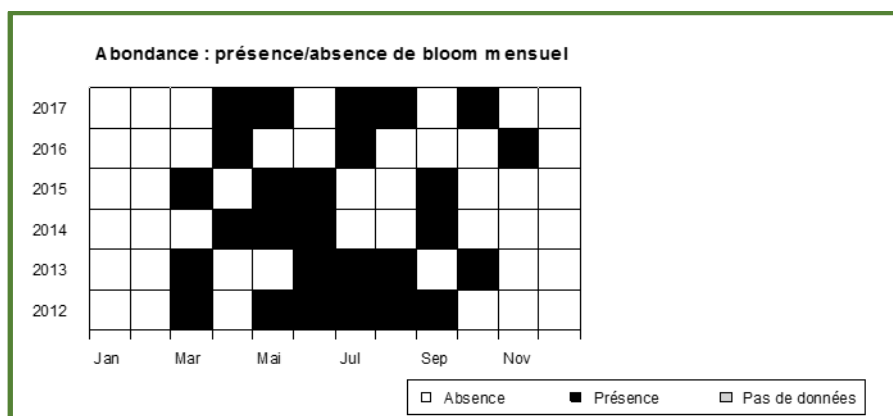 Abondance : présence/absence de bloom mensuel
2017
2016
2015
2014
2013
2012
Jan Mar Mai Jul Sep Nov
Absence Présence Pas de données